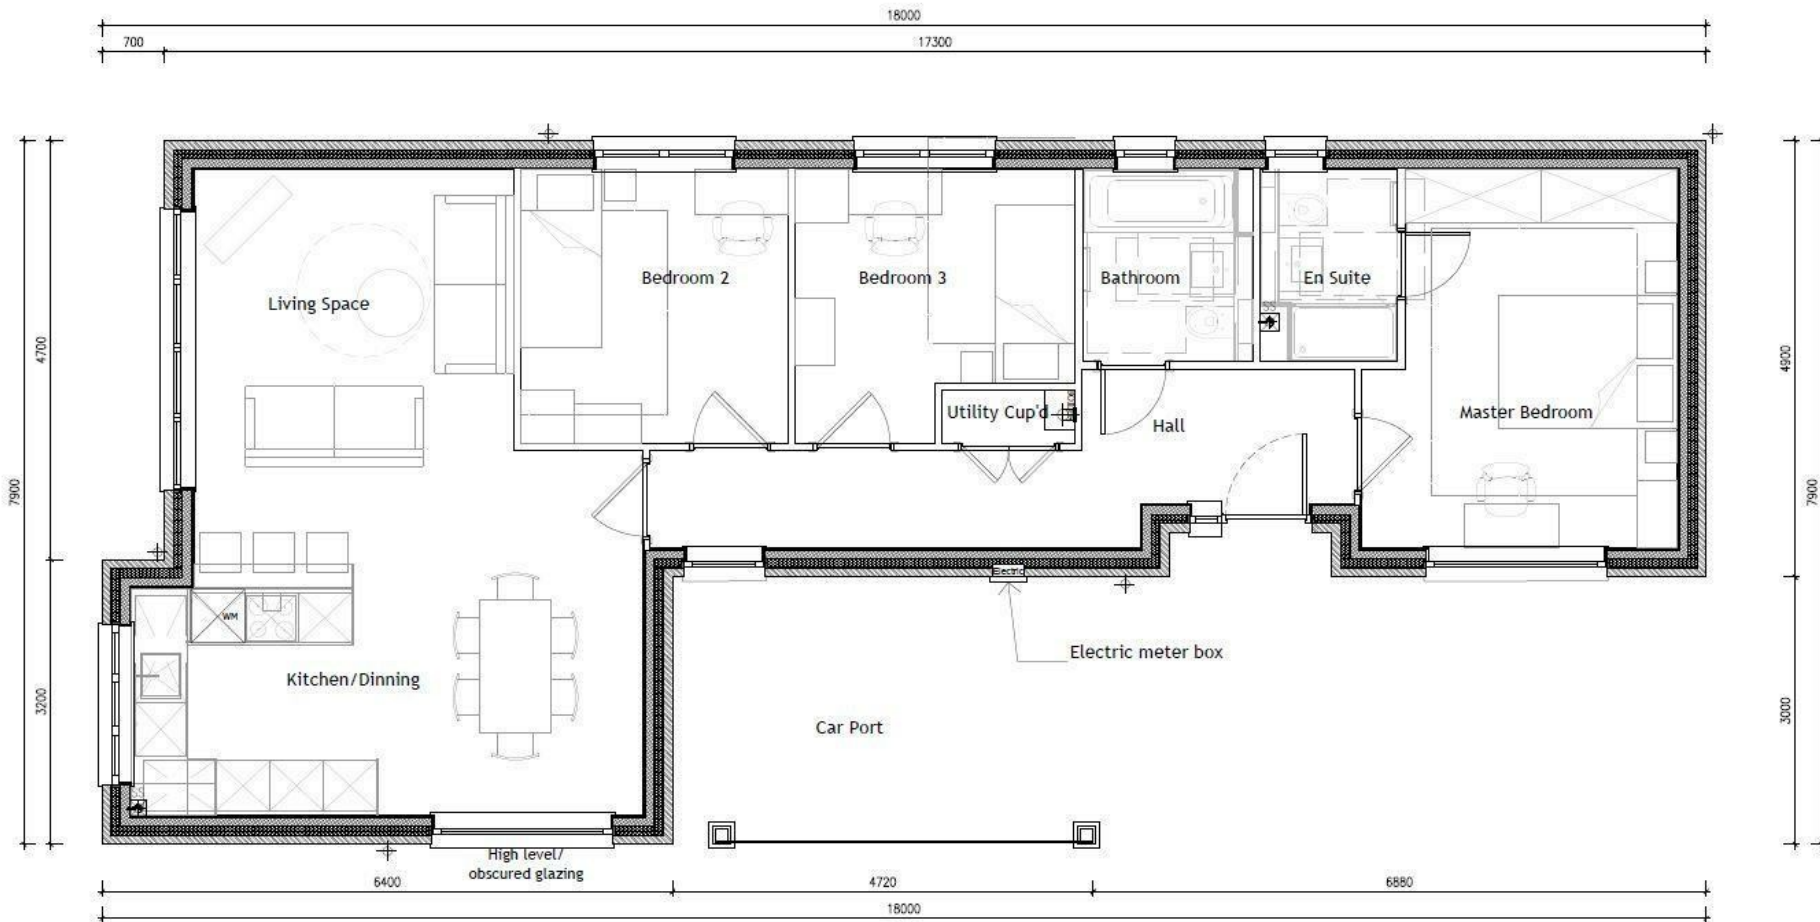 18000
700
17300
Living Space
Bedroom 2
Bedroom 3
Bathroom
En Suite
SS
4700
4900
Utility Cup'd
Hall
Master Bedroom
7900
7900
Electric
WM
Electric meter box
Kitchen/Dinning
3200
3000
Car Port
SS
High level/
obscured glazing
6400
4720
6880
18000